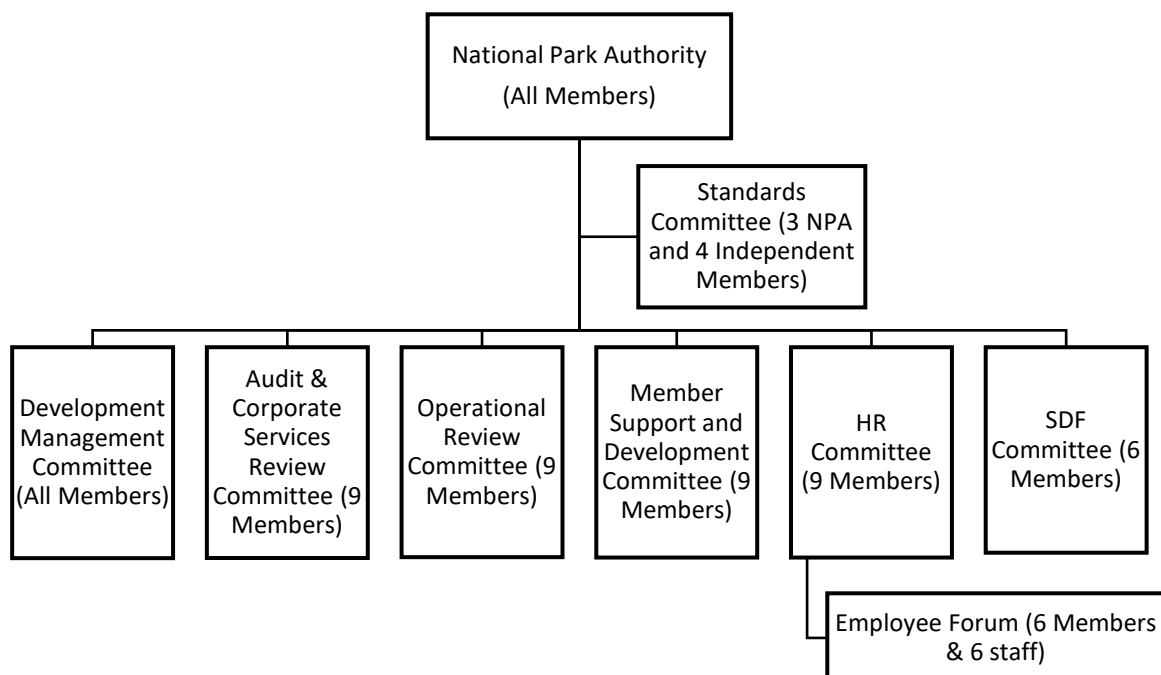 National Park Authority
(All Members)
Standards
Committee (3 NPA
and 4 Independent
Members)
Development
Management
Committee
(All Members)
Audit &
Corporate
Services
Review
Committee (9
Members)
Operational
Review
Committee (9
Members)
Member
Support and
Development
Committee (9
Members)
HR
Committee
(9 Members)
SDF
Committee (6
Members)
Employee Forum (6 Members
& 6 staff)